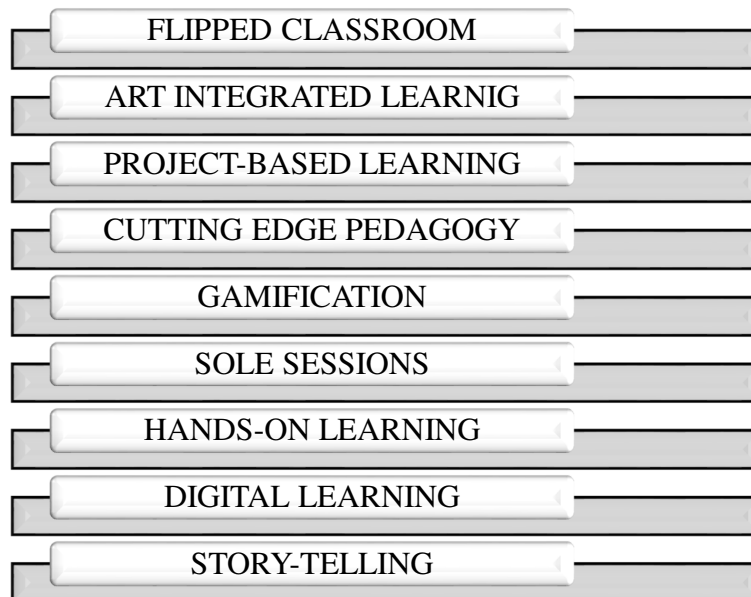 FLIPPED CLASSROOM
ART INTEGRATED LEARNIG
PROJECT-BASED LEARNING
CUTTING EDGE PEDAGOGY
GAMIFICATION
SOLE SESSIONS
HANDS-ON LEARNING
DIGITAL LEARNING
STORY-TELLING